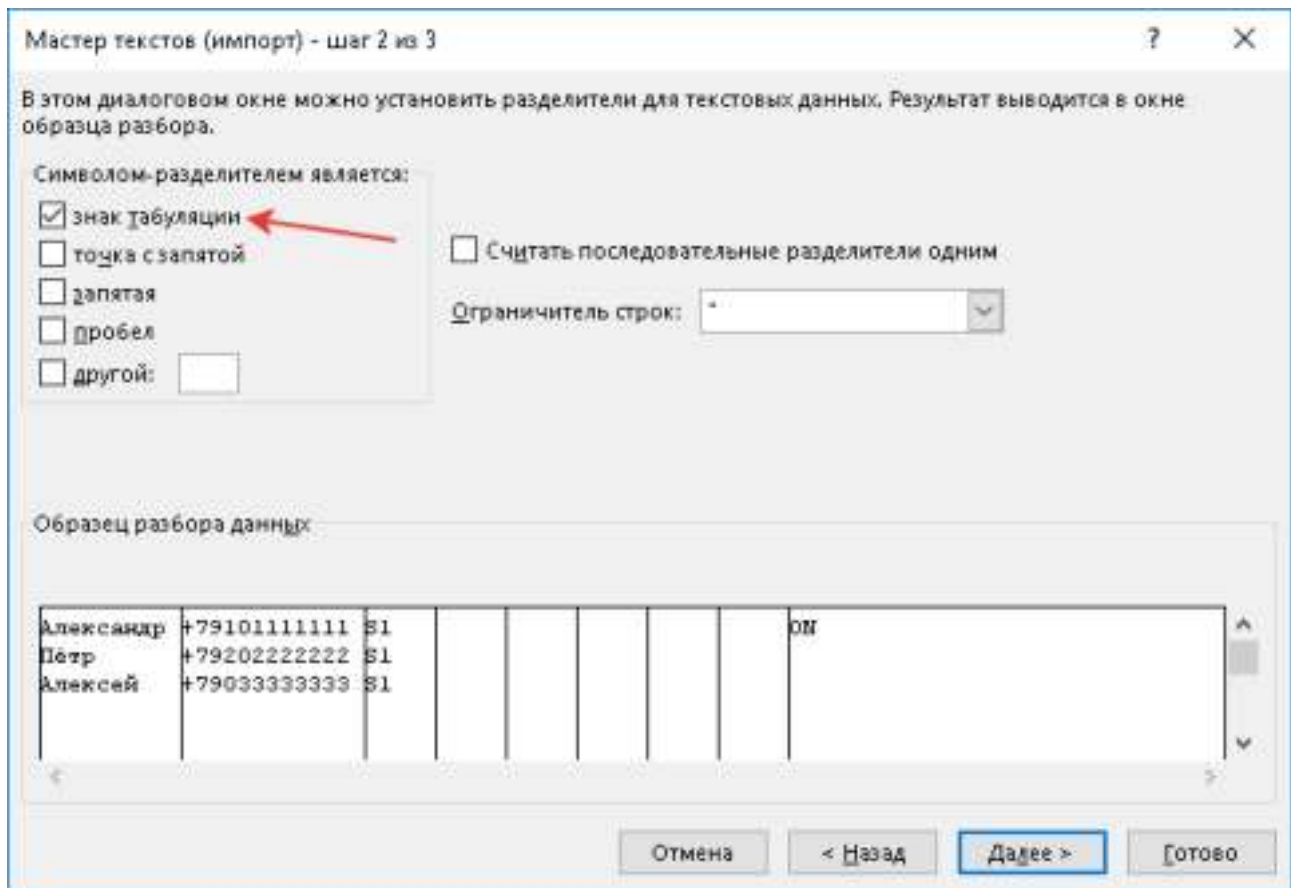 Мастер текстов (импорт) - шаг 2 из 3 ? ×
В этом диалоговом окне можно установить разделители для текстовых данных. Результат выводится в окне
образца разбора.
Символом-разделителем является:
знак табуляции
точка с запятой
запятая
пробел
другой:
Считать последовательные разделители одним
Ограничитель строк: "
Образец разбора данных
Александр +79101111111 S1 ON
Пётр +79202222222 S1
Алексей +79033333333 S1
Отмена < Назад Далее > Готово